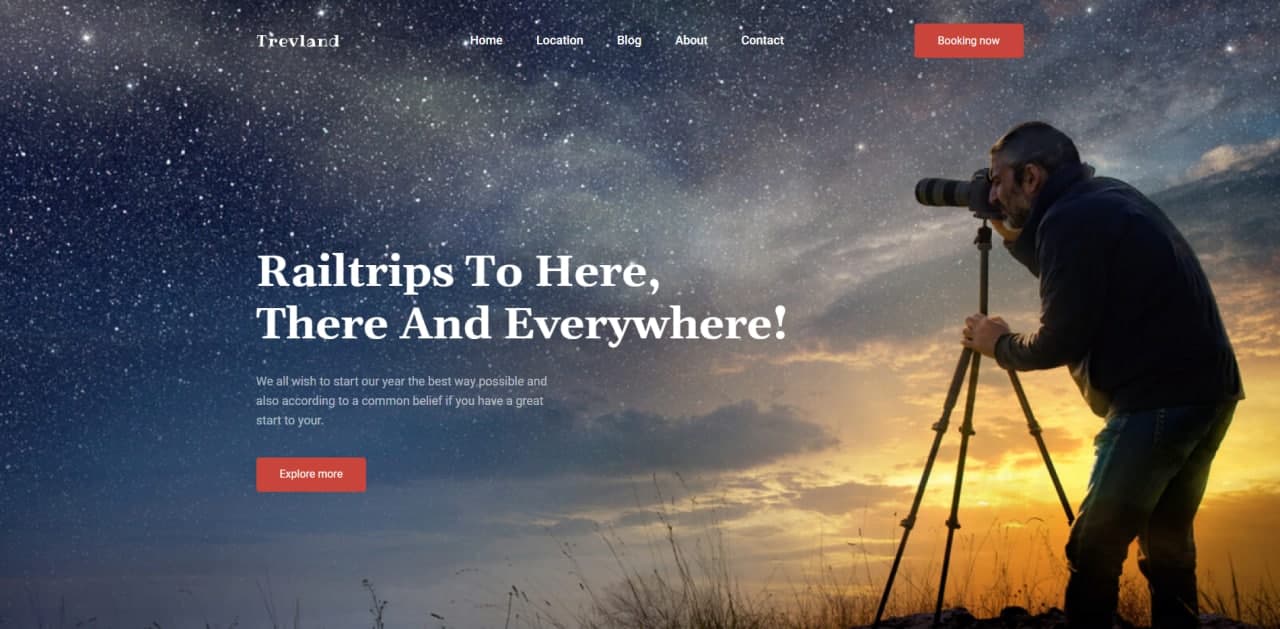 Trevland
Home Location Blog About Contact
Booking now
Railtrips To Here,
There And Everywhere!
We all wish to start our year the best way possible and
also according to a common belief if you have a great
start to your.
Explore more